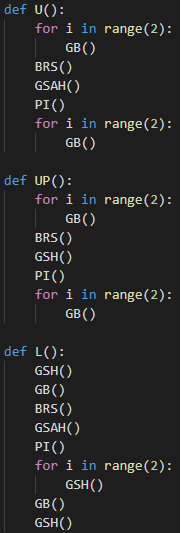 def U():
    for i in range(2):
        GB()
    BRS()
    GSAH()
    PI()
    for i in range(2):
        GB()

def UP():
    for i in range(2):
        GB()
    BRS()
    GSH()
    PI()
    for i in range(2):
        GB()

def L():
    GSH()
    GB()
    BRS()
    GSAH()
    PI()
    for i in range(2):
        GSH()
    GB()
    GSH()